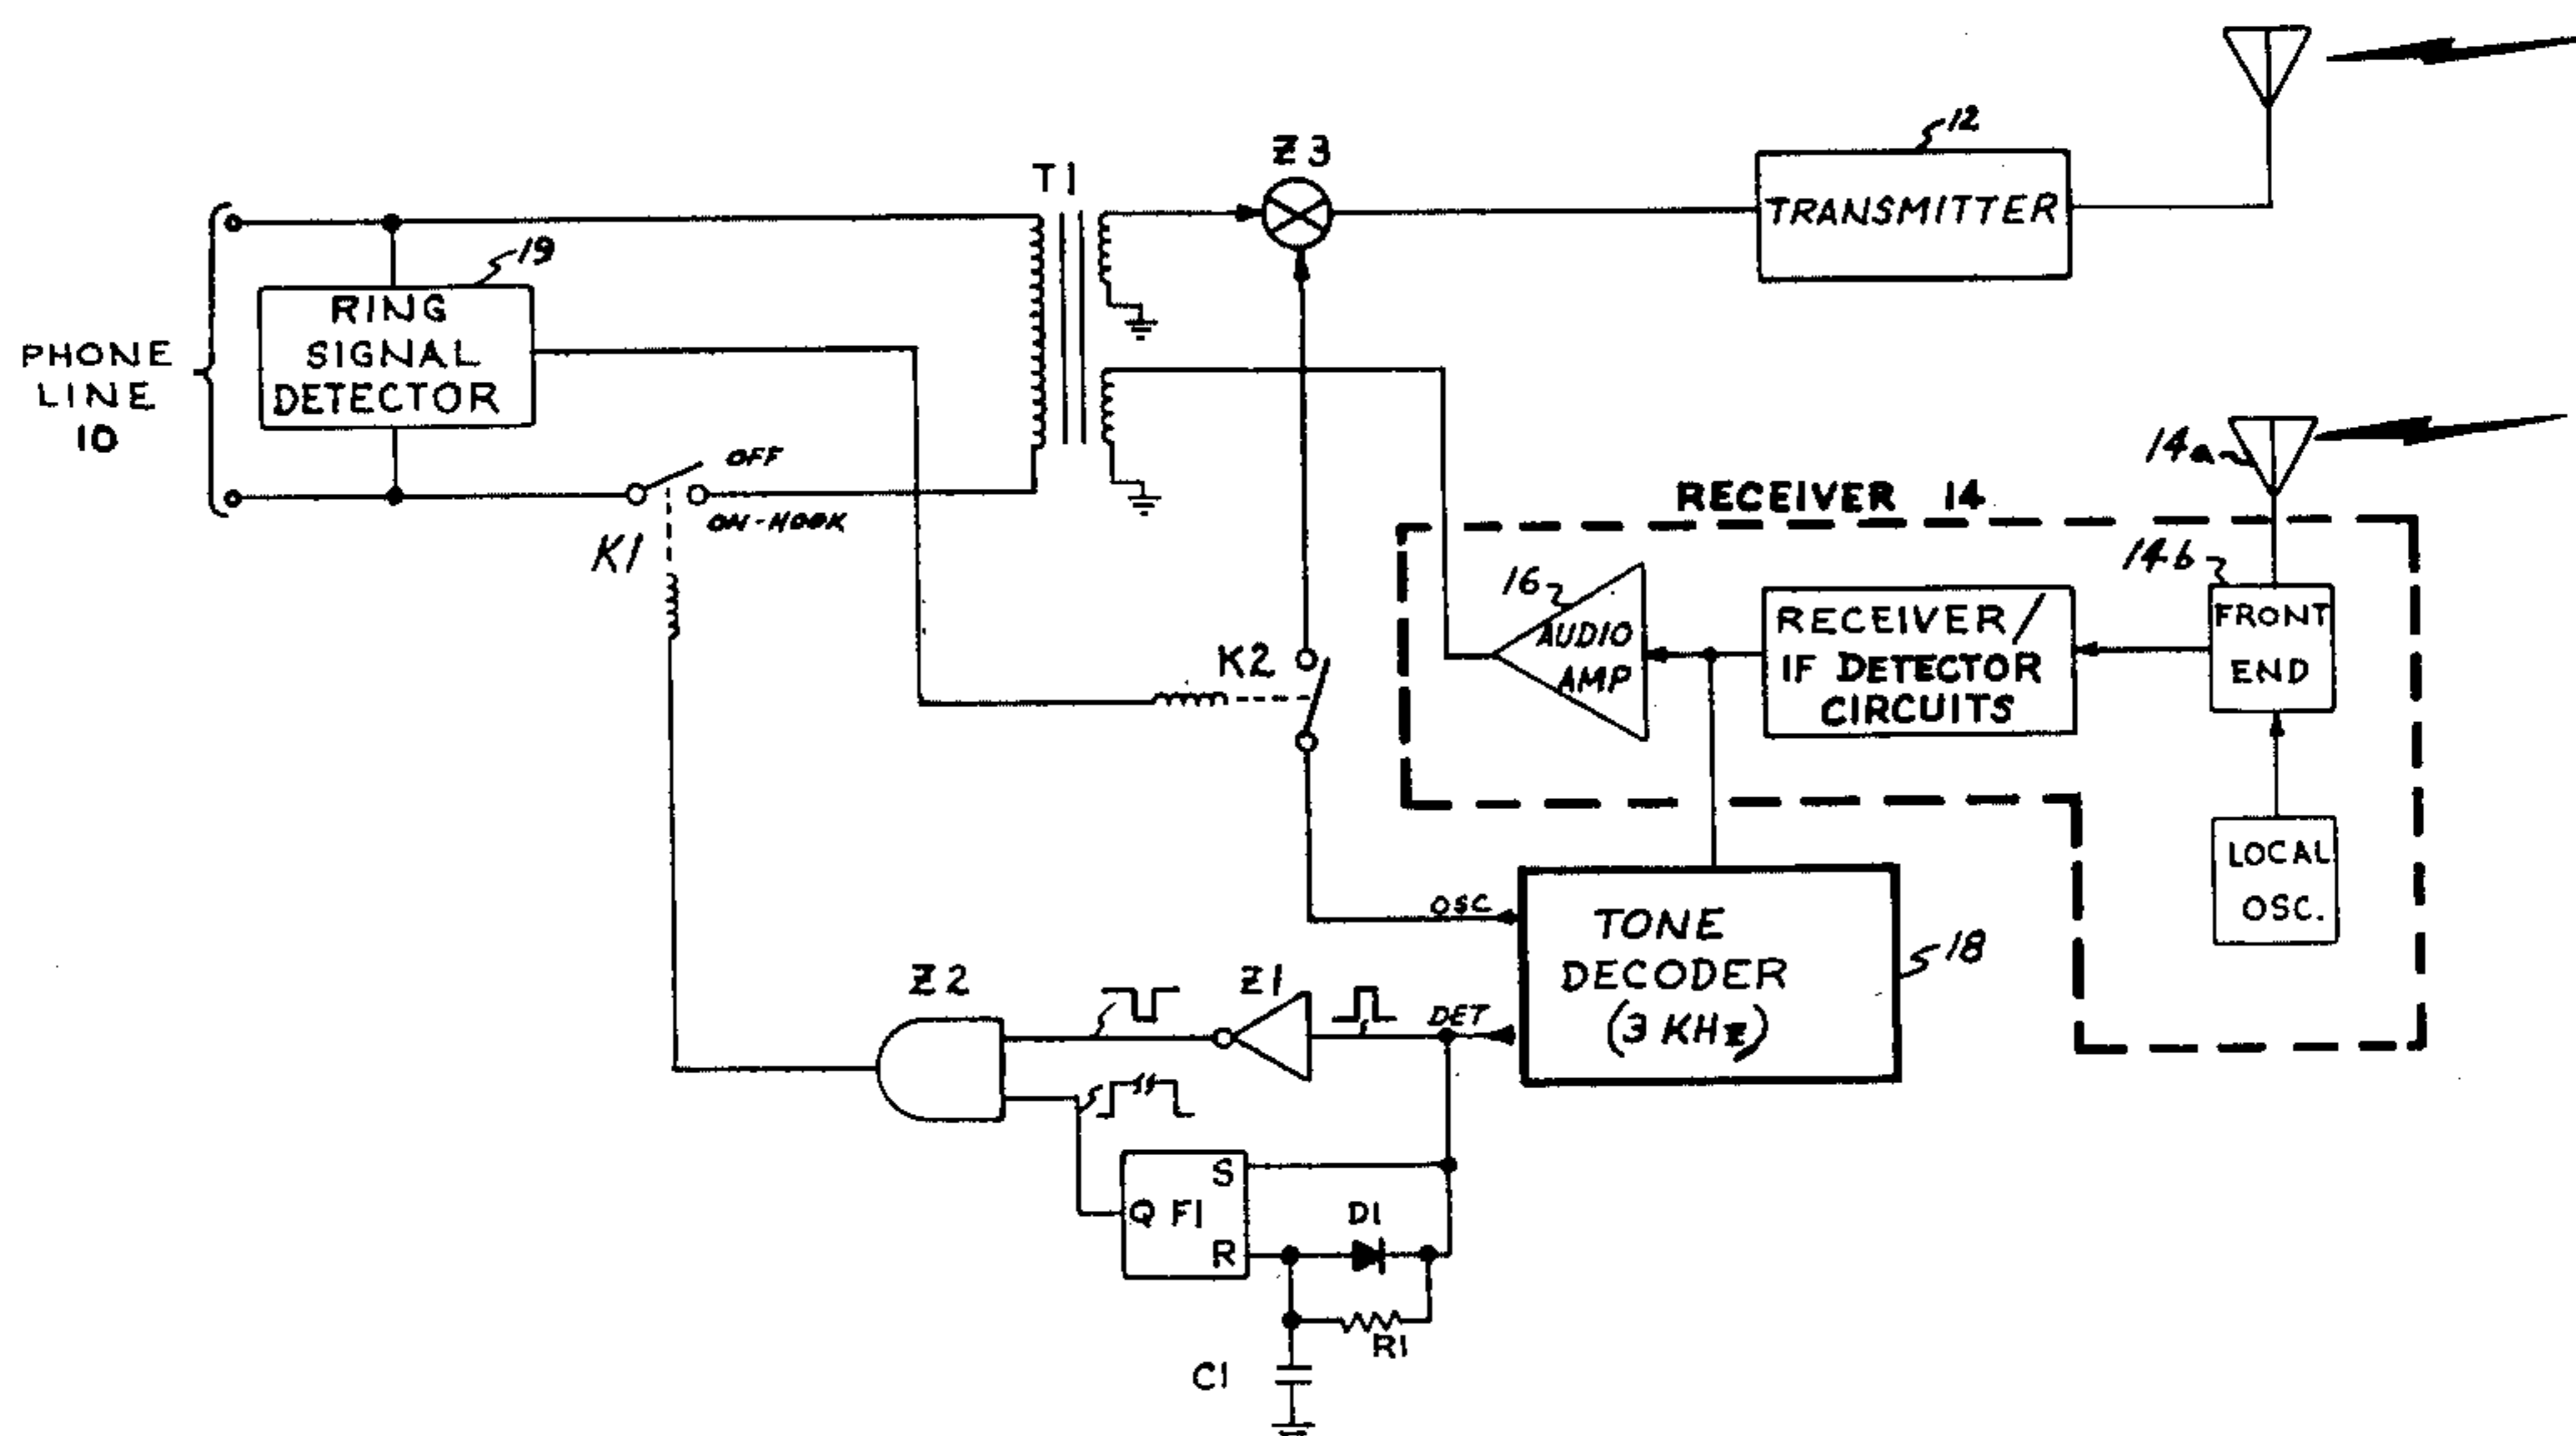 12
Z3
T1
TRANSMITTER
19
RING
SIGNAL
DETECTOR
PHONE
LINE
10
OFF
ON-HOOK
K1
14a
RECEIVER 14
14b
16
AUDIO
AMP
RECEIVER/
IF DETECTOR
CIRCUITS
FRONT
END
K2
LOCAL
OSC.
OSC
TONE
DECODER
(3 KHZ)
18
Z2
Z1
DET
S
Q F1
R
D1
R1
C1